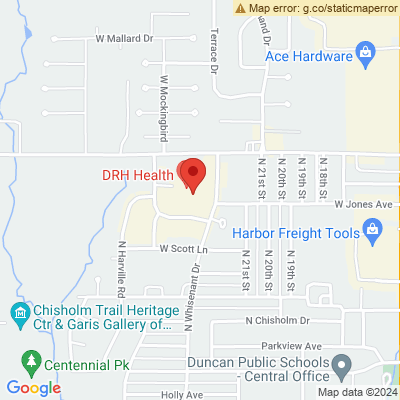 Map error: g.co/staticmaperror
W Mallard Dr
Terrace Dr
and Dr
Ace Hardware
W Mockingbird
DRH Health
N 21st St
N 20th St
N 19th St
N 18th St
W Jones Ave
Harbor Freight Tools
W Scott Ln
N Harville Rd
N Whisenant Dr
N 21st St
N 20th St
N 19th St
Chisholm Trail Heritage
Ctr & Garis Gallery of…
N Chisholm Dr
Parkview Ave
Centennial Pk
Duncan Public Schools
- Central Office
Google
Holly Ave
Map data ©2024